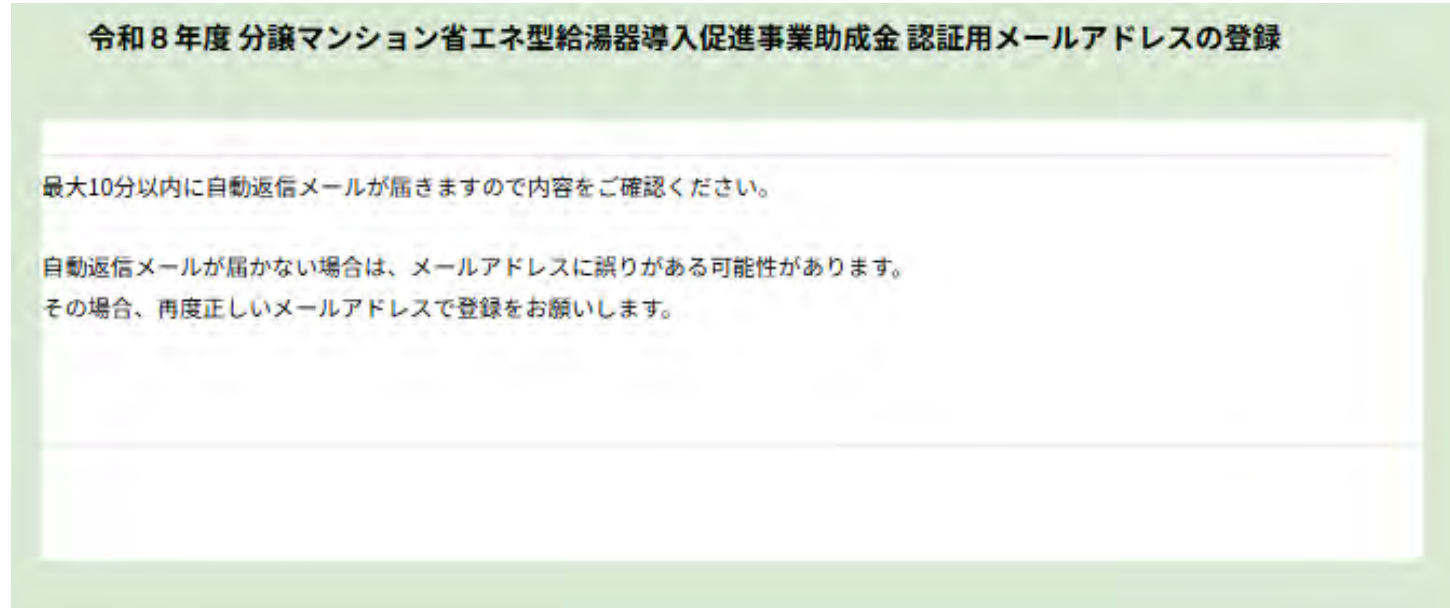 令和８年度 分譲マンション省エネ型給湯器導入促進事業助成金 認証用メールアドレスの登録
最大10分以内に自動返信メールが届きますので内容をご確認ください。
自動返信メールが届かない場合は、メールアドレスに誤りがある可能性があります。
その場合、再度正しいメールアドレスで登録をお願いします。